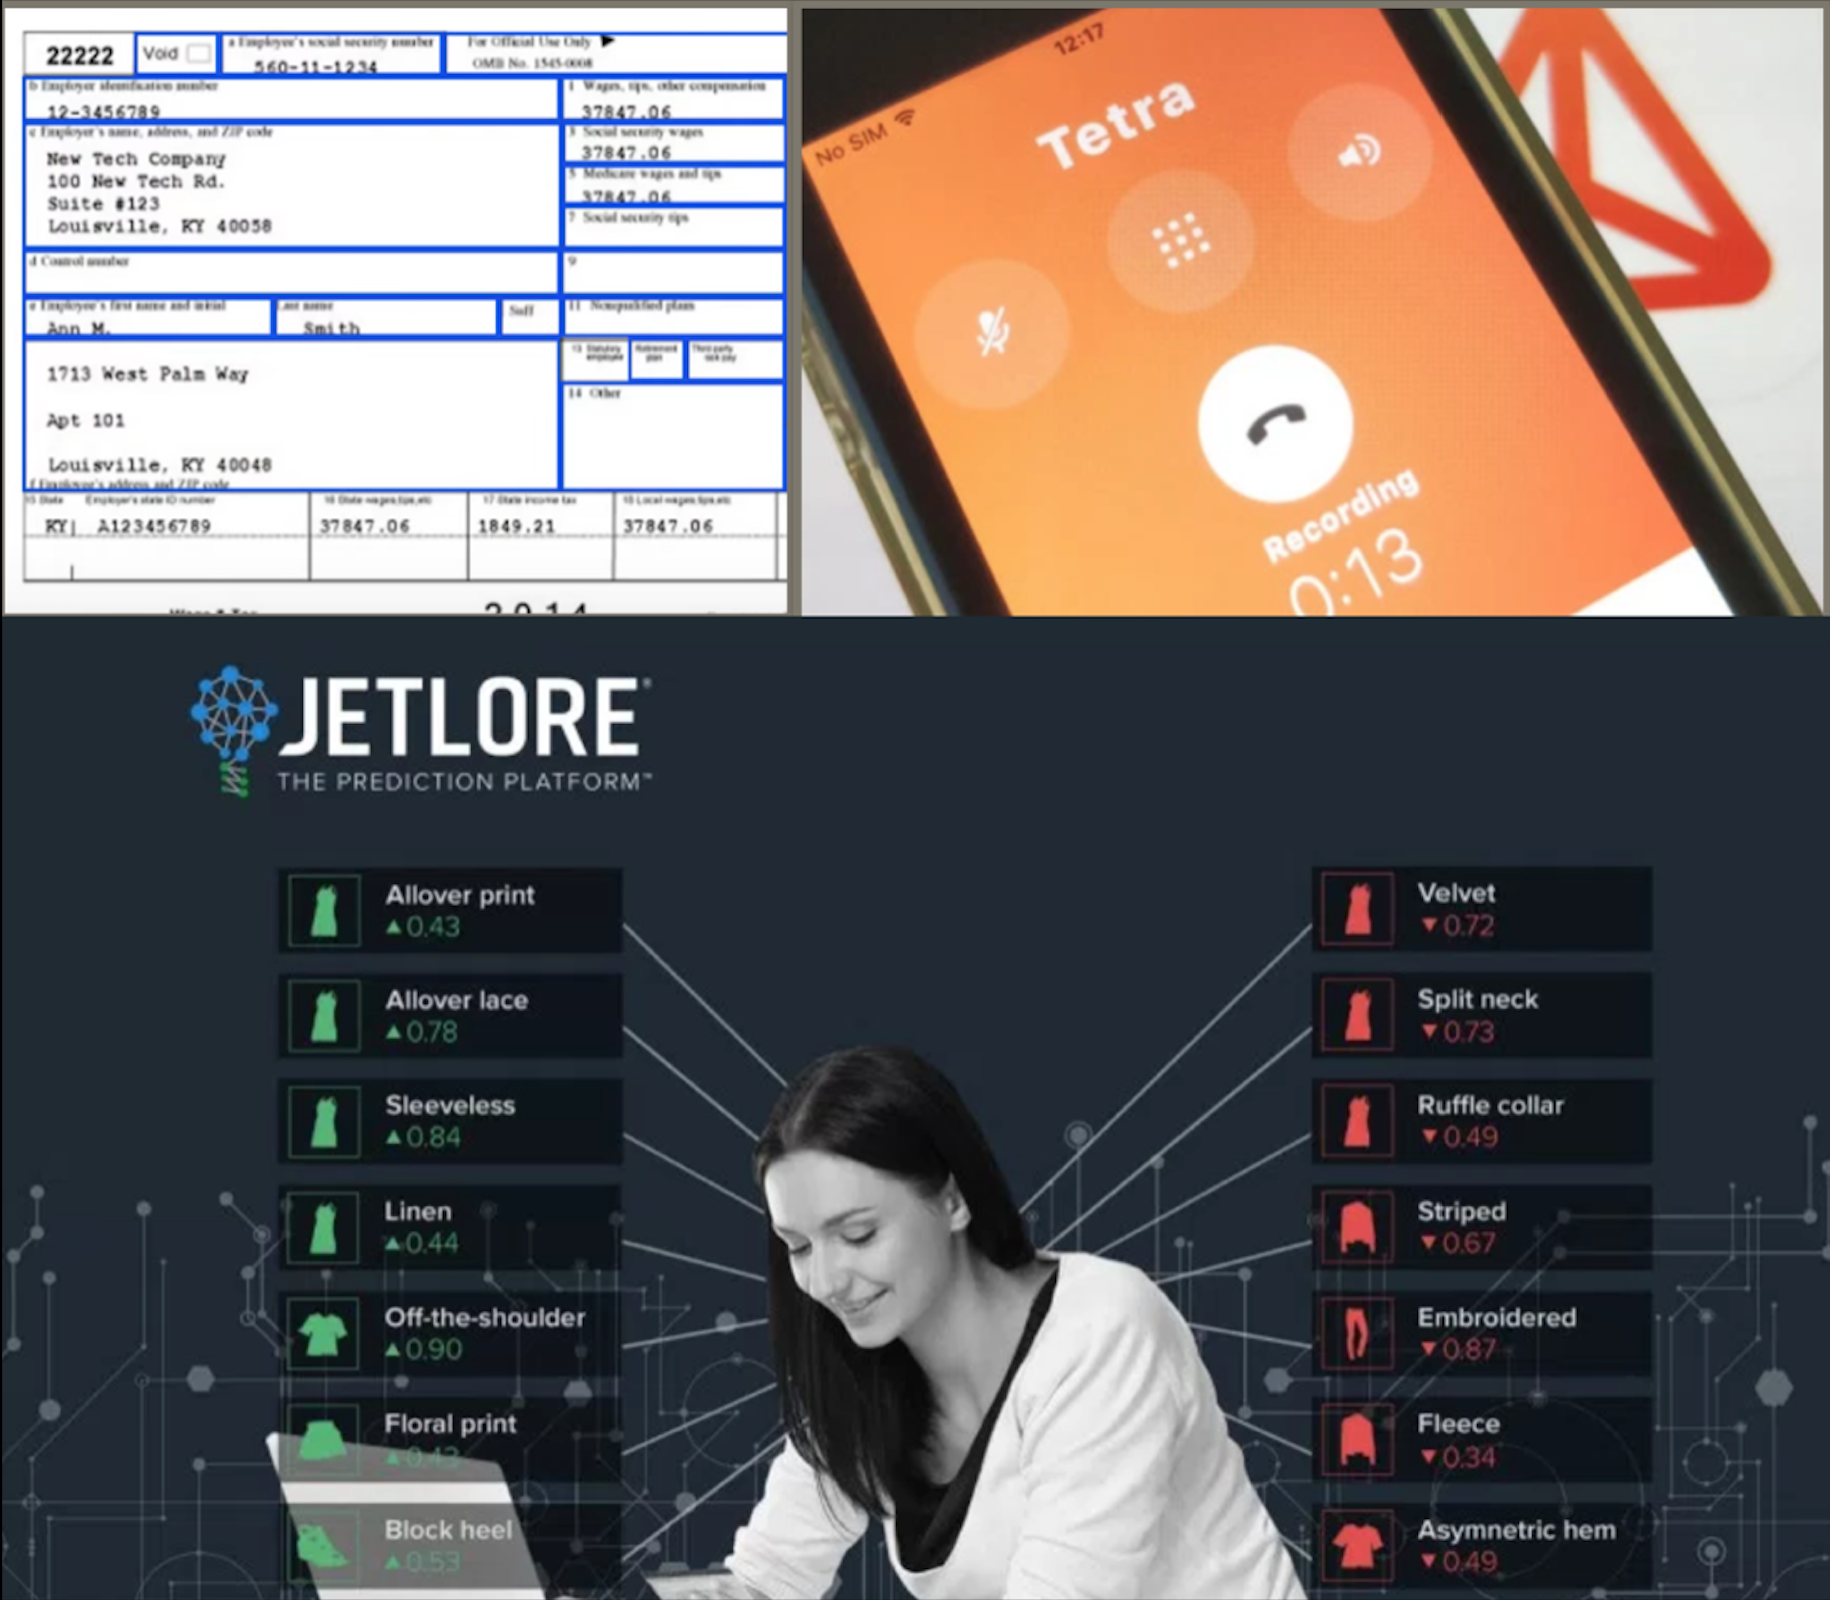 22222
Void
a Employee's social security number
560-11-1234
For Official Use Only ▶
OMB No. 1545-0008
b Employer identification number
12-3456789
1 Wages, tips, other compensation
37847.06
c Employer's name, address, and ZIP code
New Tech Company
100 New Tech Rd.
Suite #123
Louisville, KY 40058
3 Social security wages
37847.06
5 Medicare wages and tips
37847.06
7 Social security tips
d Control number
9
e Employee's first name and initial
Ann M.
Last name
Smith
Suff
11 Nonqualified plans
1713 West Palm Way
Apt 101
Louisville, KY 40048
f Employee's address and ZIP code
13 Statutory employee
Retirement plan
Third-party sick pay
14 Other
15 State Employer's state ID number
KY| A123456789
16 State wages, tips, etc
37847.06
17 State income tax
1849.21
18 Local wages, tips, etc
37847.06
2014
12:17
No SIM
Tetra
Recording
0:13
JETLORE®
THE PREDICTION PLATFORM™
Allover print
▲0.43
Allover lace
▲0.78
Sleeveless
▲0.84
Linen
▲0.44
Off-the-shoulder
▲0.90
Floral print
▲0.43
Block heel
▲0.53
Velvet
▼0.72
Split neck
▼0.73
Ruffle collar
▼0.49
Striped
▼0.67
Embroidered
▼0.87
Fleece
▼0.34
Asymnetric hem
▼0.49